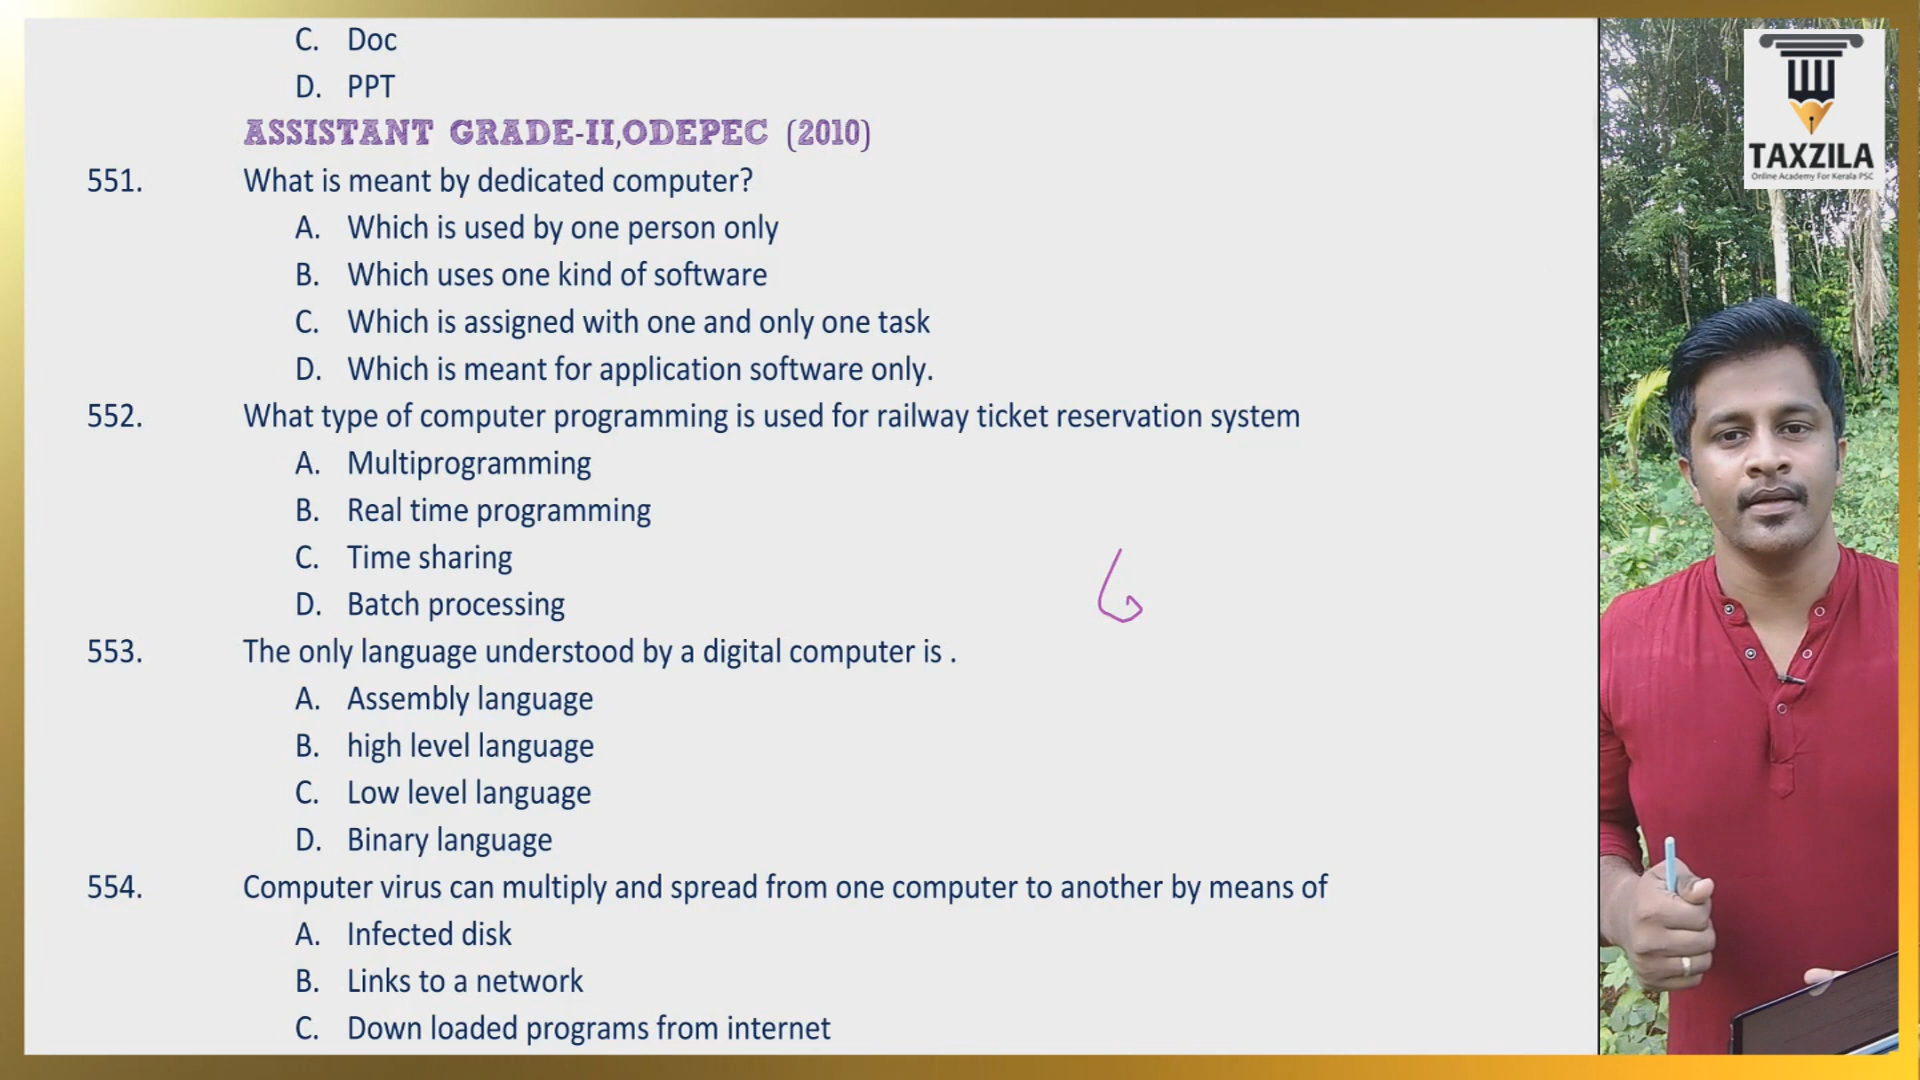 C. Doc
D. PPT
ASSISTANT GRADE-II,ODEPEC (2010)
551. What is meant by dedicated computer?
A. Which is used by one person only
B. Which uses one kind of software
C. Which is assigned with one and only one task
D. Which is meant for application software only.
552. What type of computer programming is used for railway ticket reservation system
A. Multiprogramming
B. Real time programming
C. Time sharing
D. Batch processing
553. The only language understood by a digital computer is .
A. Assembly language
B. high level language
C. Low level language
D. Binary language
554. Computer virus can multiply and spread from one computer to another by means of
A. Infected disk
B. Links to a network
C. Down loaded programs from internet
TAXZILA
Online Academy For Kerala PSC